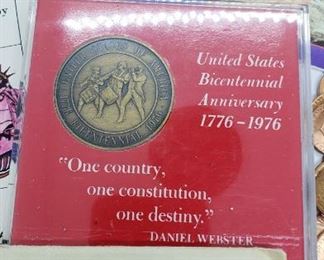 United States
Bicentennial
Anniversary
1776-1976
"One country,
one constitution,
one destiny."
DANIEL WEBSTER